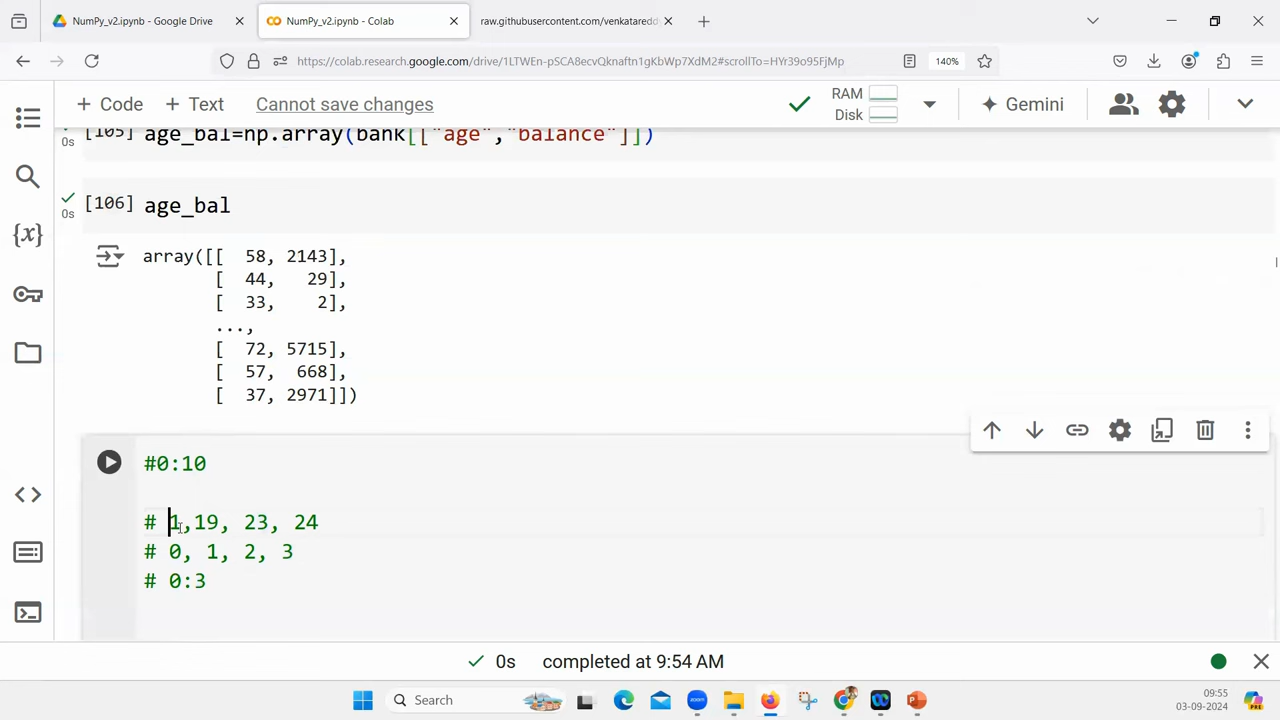 NumPy_v2.ipynb - Google Drive
NumPy_v2.ipynb - Colab
raw.githubusercontent.com/venkatareddy
https://colab.research.google.com/drive/1LTWEn-pSCA8ecvQknaftn1gKbWp7XdM2#scrollTo=HYr39o95FJMp
140%
+ Code + Text Cannot save changes
RAM
Disk
Gemini
[105] age_bal=np.array(bank[["age","balance"]])
0s
[106] age_bal
0s
array([[ 58, 2143],
[ 44, 29],
[ 33, 2],
...,
[ 72, 5715],
[ 57, 668],
[ 37, 2971]])
#0:10
# 1,19, 23, 24
# 0, 1, 2, 3
# 0:3
0s completed at 9:54 AM
Search
09:55
03-09-2024